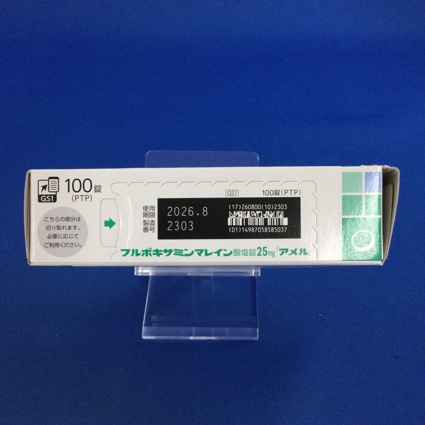 GS1
100錠
(PTP)
こちらの部分は
切り取れます。
必要に応じて
ご利用ください。
GS1
100錠(PTP)
使用
期限
2026.8
製造
番号
2303
(17)260800(10)2303
(01)14987058585037
フルボキサミンマレイン酸塩錠25mg「アメル」